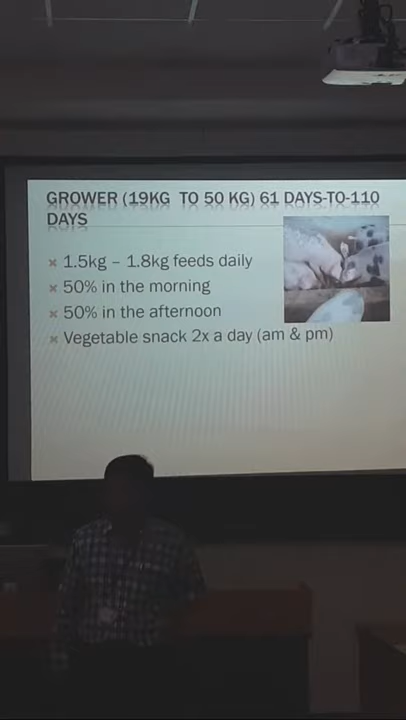 GROWER (19KG TO 50 KG) 61 DAYS-TO-110
DAYS
1.5kg – 1.8kg feeds daily
50% in the morning
50% in the afternoon
Vegetable snack 2x a day (am & pm)